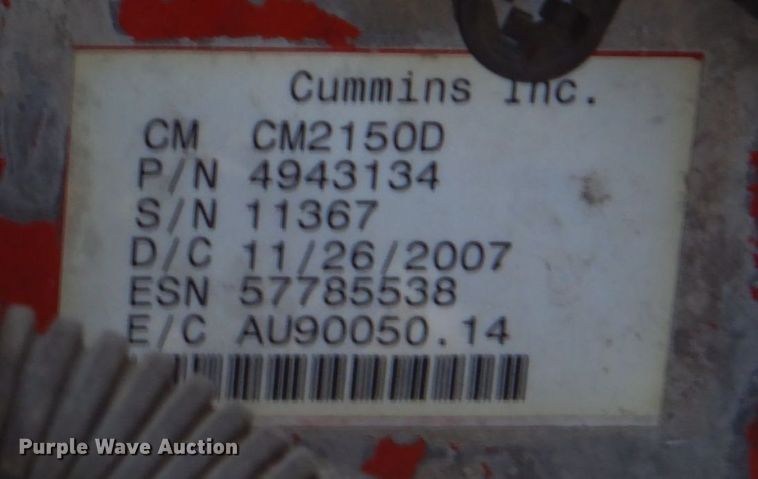 Cummins Inc.
CM CM2150D
P/N 4943134
S/N 11367
D/C 11/26/2007
ESN 57785538
E/C AU90050.14
Purple Wave Auction